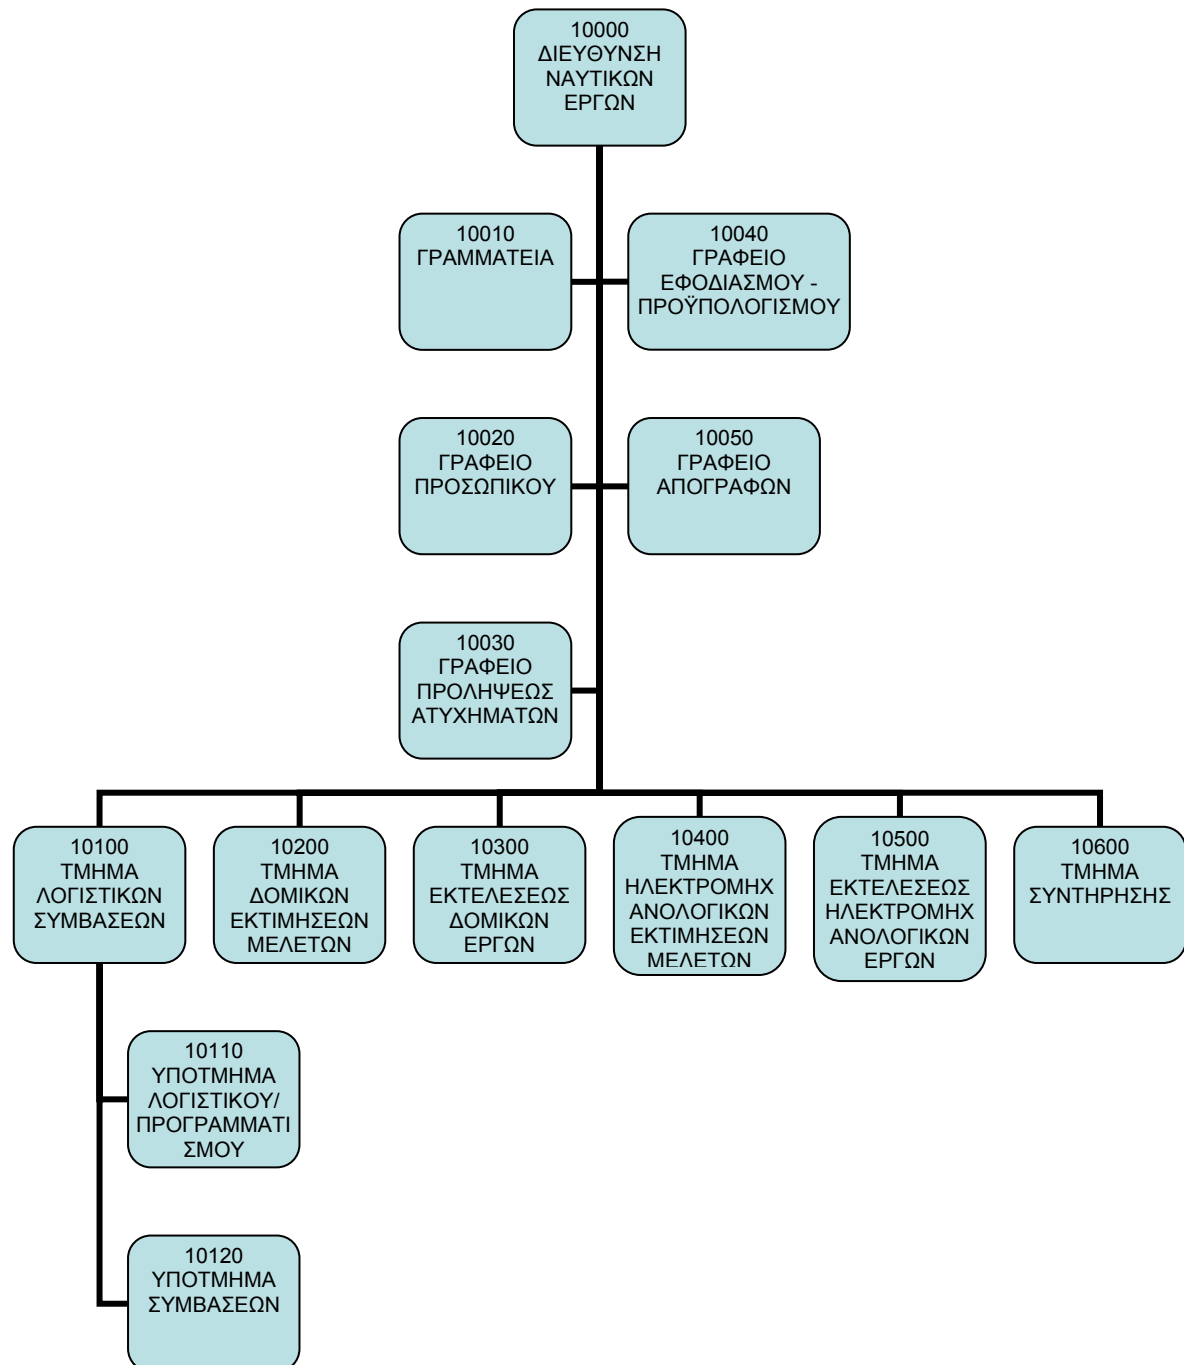 10000
ΔΙΕΥΘΥΝΣΗ
ΝΑΥΤΙΚΩΝ
ΕΡΓΩΝ
10010
ΓΡΑΜΜΑΤΕΙΑ
10040
ΓΡΑΦΕΙΟ
ΕΦΟΔΙΑΣΜΟΥ -
ΠΡΟΫΠΟΛΟΓΙΣΜΟΥ
10020
ΓΡΑΦΕΙΟ
ΠΡΟΣΩΠΙΚΟΥ
10050
ΓΡΑΦΕΙΟ
ΑΠΟΓΡΑΦΩΝ
10030
ΓΡΑΦΕΙΟ
ΠΡΟΛΗΨΕΩΣ
ΑΤΥΧΗΜΑΤΩΝ
10100
ΤΜΗΜΑ
ΛΟΓΙΣΤΙΚΩΝ
ΣΥΜΒΑΣΕΩΝ
10200
ΤΜΗΜΑ
ΔΟΜΙΚΩΝ
ΕΚΤΙΜΗΣΕΩΝ
ΜΕΛΕΤΩΝ
10300
ΤΜΗΜΑ
ΕΚΤΕΛΕΣΕΩΣ
ΔΟΜΙΚΩΝ
ΕΡΓΩΝ
10400
ΤΜΗΜΑ
ΗΛΕΚΤΡΟΜΗΧ
ΑΝΟΛΟΓΙΚΩΝ
ΕΚΤΙΜΗΣΕΩΝ
ΜΕΛΕΤΩΝ
10500
ΤΜΗΜΑ
ΕΚΤΕΛΕΣΕΩΣ
ΗΛΕΚΤΡΟΜΗΧ
ΑΝΟΛΟΓΙΚΩΝ
ΕΡΓΩΝ
10600
ΤΜΗΜΑ
ΣΥΝΤΗΡΗΣΗΣ
10110
ΥΠΟΤΜΗΜΑ
ΛΟΓΙΣΤΙΚΟΥ/
ΠΡΟΓΡΑΜΜΑΤΙ
ΣΜΟΥ
10120
ΥΠΟΤΜΗΜΑ
ΣΥΜΒΑΣΕΩΝ